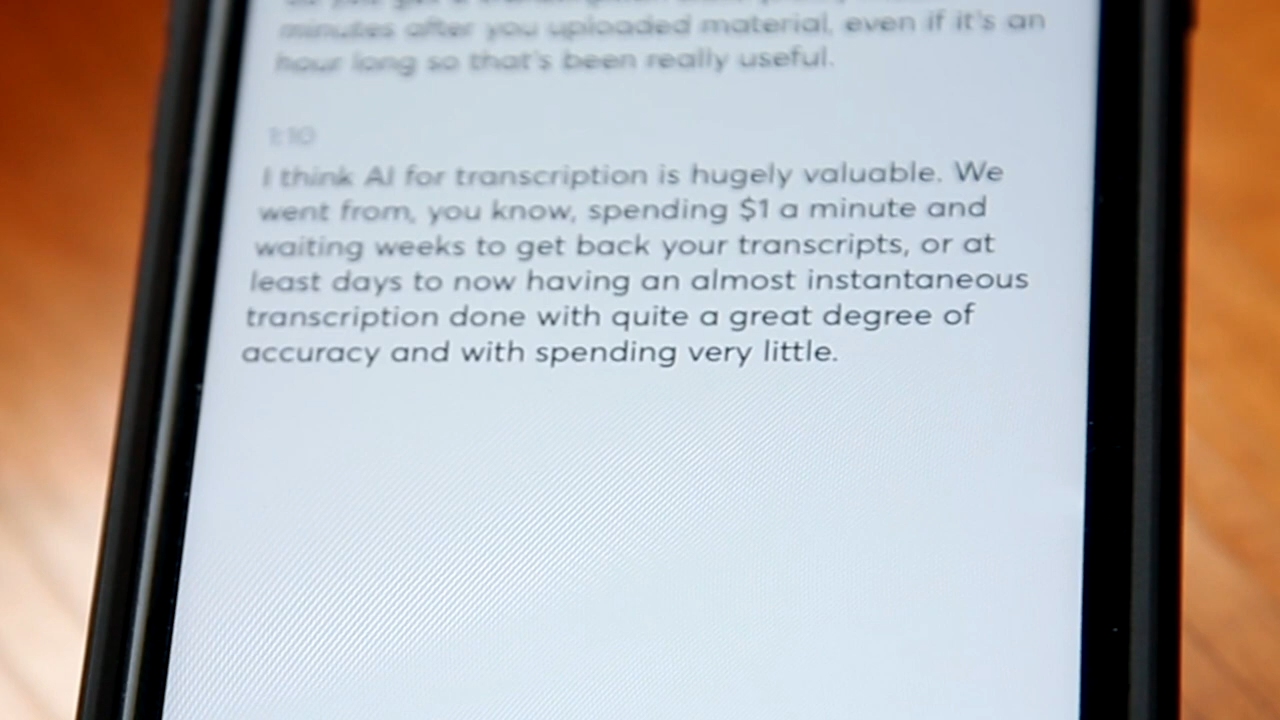 minutes after you uploaded material, even if it's an
hour long so that's been really useful.
1:10
I think AI for transcription is hugely valuable. We
went from, you know, spending $1 a minute and
waiting weeks to get back your transcripts, or at
least days to now having an almost instantaneous
transcription done with quite a great degree of
accuracy and with spending very little.